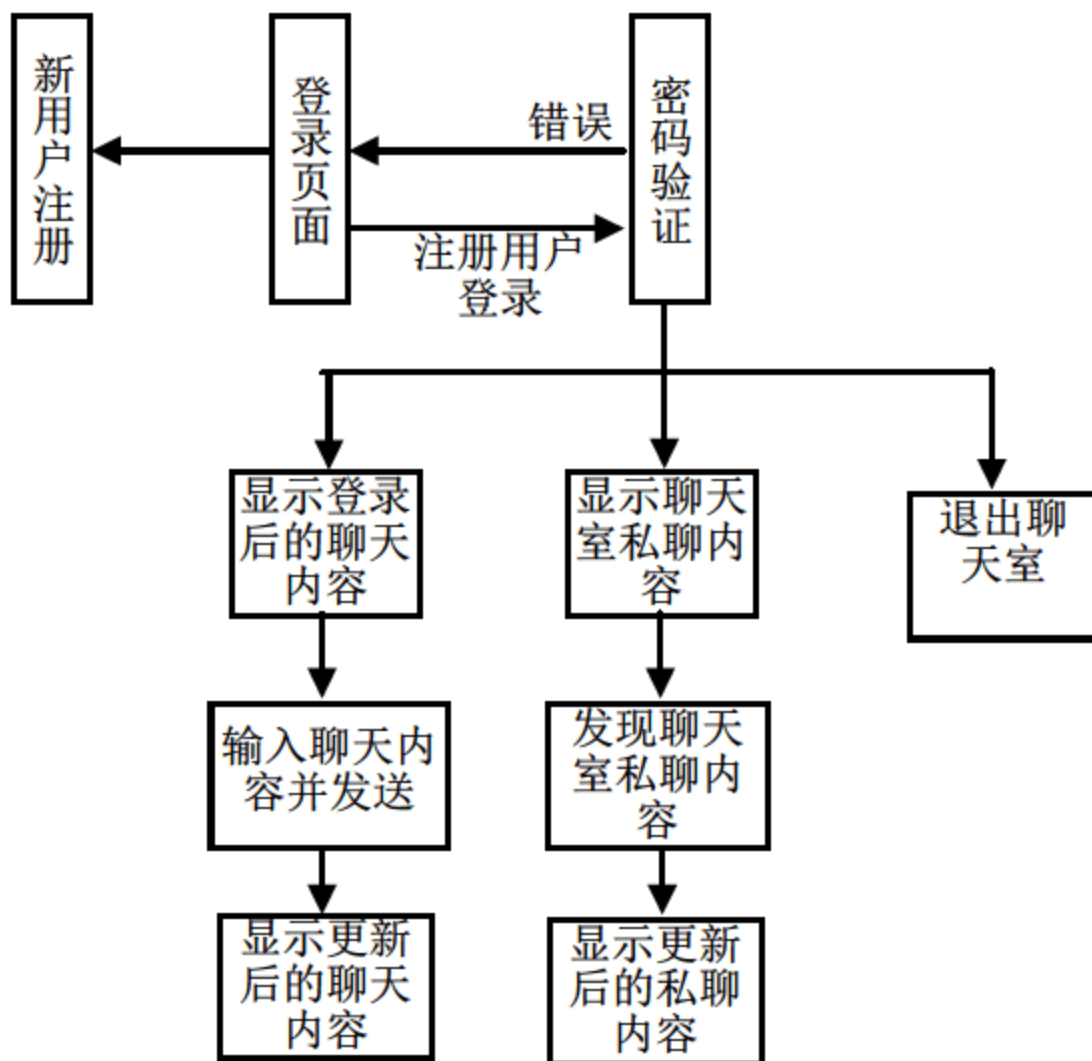 新用户注册
登录页面
错误
注册用户
登录
密码验证
显示登录
后的聊天
内容
显示聊天
室私聊内
容
退出聊
天室
输入聊天内
容并发送
发现聊天
室私聊内
容
显示更新
后的聊天
内容
显示更新
后的私聊
内容